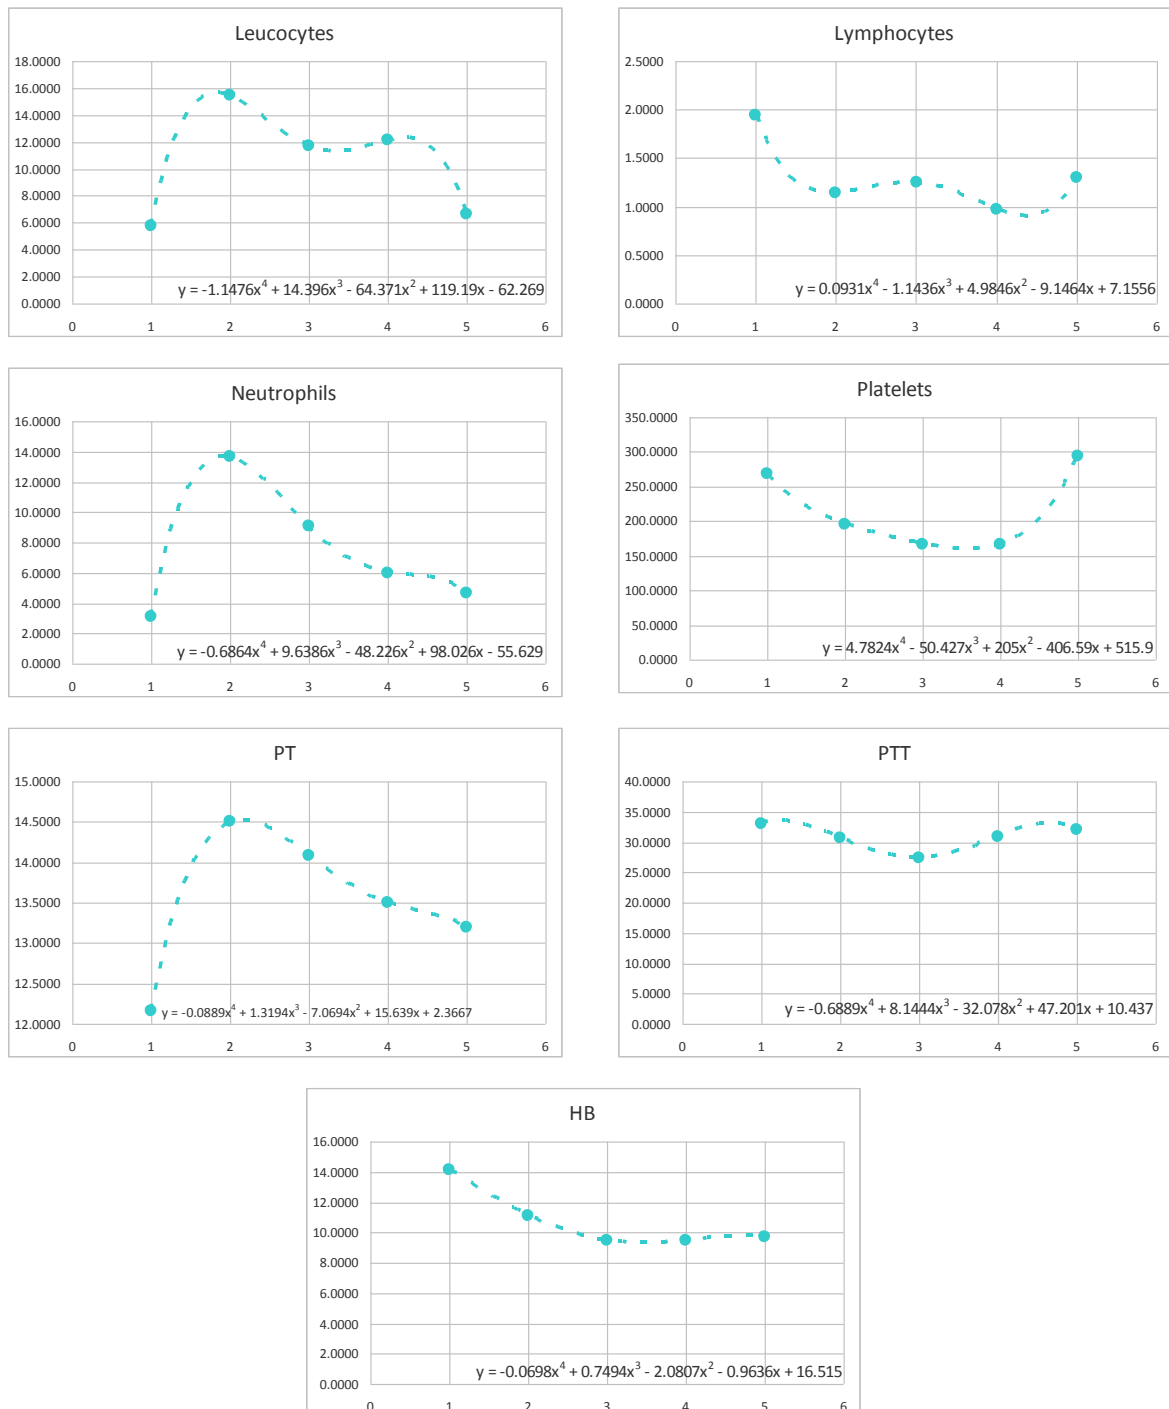 Leucocytes
18.0000
16.0000
14.0000
12.0000
10.0000
8.0000
6.0000
4.0000
2.0000
0.0000
y = -1.1476x⁴ + 14.396x³ - 64.371x² + 119.19x - 62.269
0 1 2 3 4 5 6
Lymphocytes
2.5000
2.0000
1.5000
1.0000
0.5000
0.0000
y = 0.0931x⁴ - 1.1436x³ + 4.9846x² - 9.1464x + 7.1556
0 1 2 3 4 5 6
Neutrophils
16.0000
14.0000
12.0000
10.0000
8.0000
6.0000
4.0000
2.0000
0.0000
y = -0.6864x⁴ + 9.6386x³ - 48.226x² + 98.026x - 55.629
0 1 2 3 4 5 6
Platelets
350.0000
300.0000
250.0000
200.0000
150.0000
100.0000
50.0000
0.0000
y = 4.7824x⁴ - 50.427x³ + 205x² - 406.59x + 515.9
0 1 2 3 4 5 6
PT
15.0000
14.5000
14.0000
13.5000
13.0000
12.5000
12.0000
y = -0.0889x⁴ + 1.3194x³ - 7.0694x² + 15.639x + 2.3667
0 1 2 3 4 5 6
PTT
40.0000
35.0000
30.0000
25.0000
20.0000
15.0000
10.0000
5.0000
0.0000
y = -0.6889x⁴ + 8.1444x³ - 32.078x² + 47.201x + 10.437
0 1 2 3 4 5 6
HB
16.0000
14.0000
12.0000
10.0000
8.0000
6.0000
4.0000
2.0000
0.0000
y = -0.0698x⁴ + 0.7494x³ - 2.0807x² - 0.9636x + 16.515
0 1 2 3 4 5 6